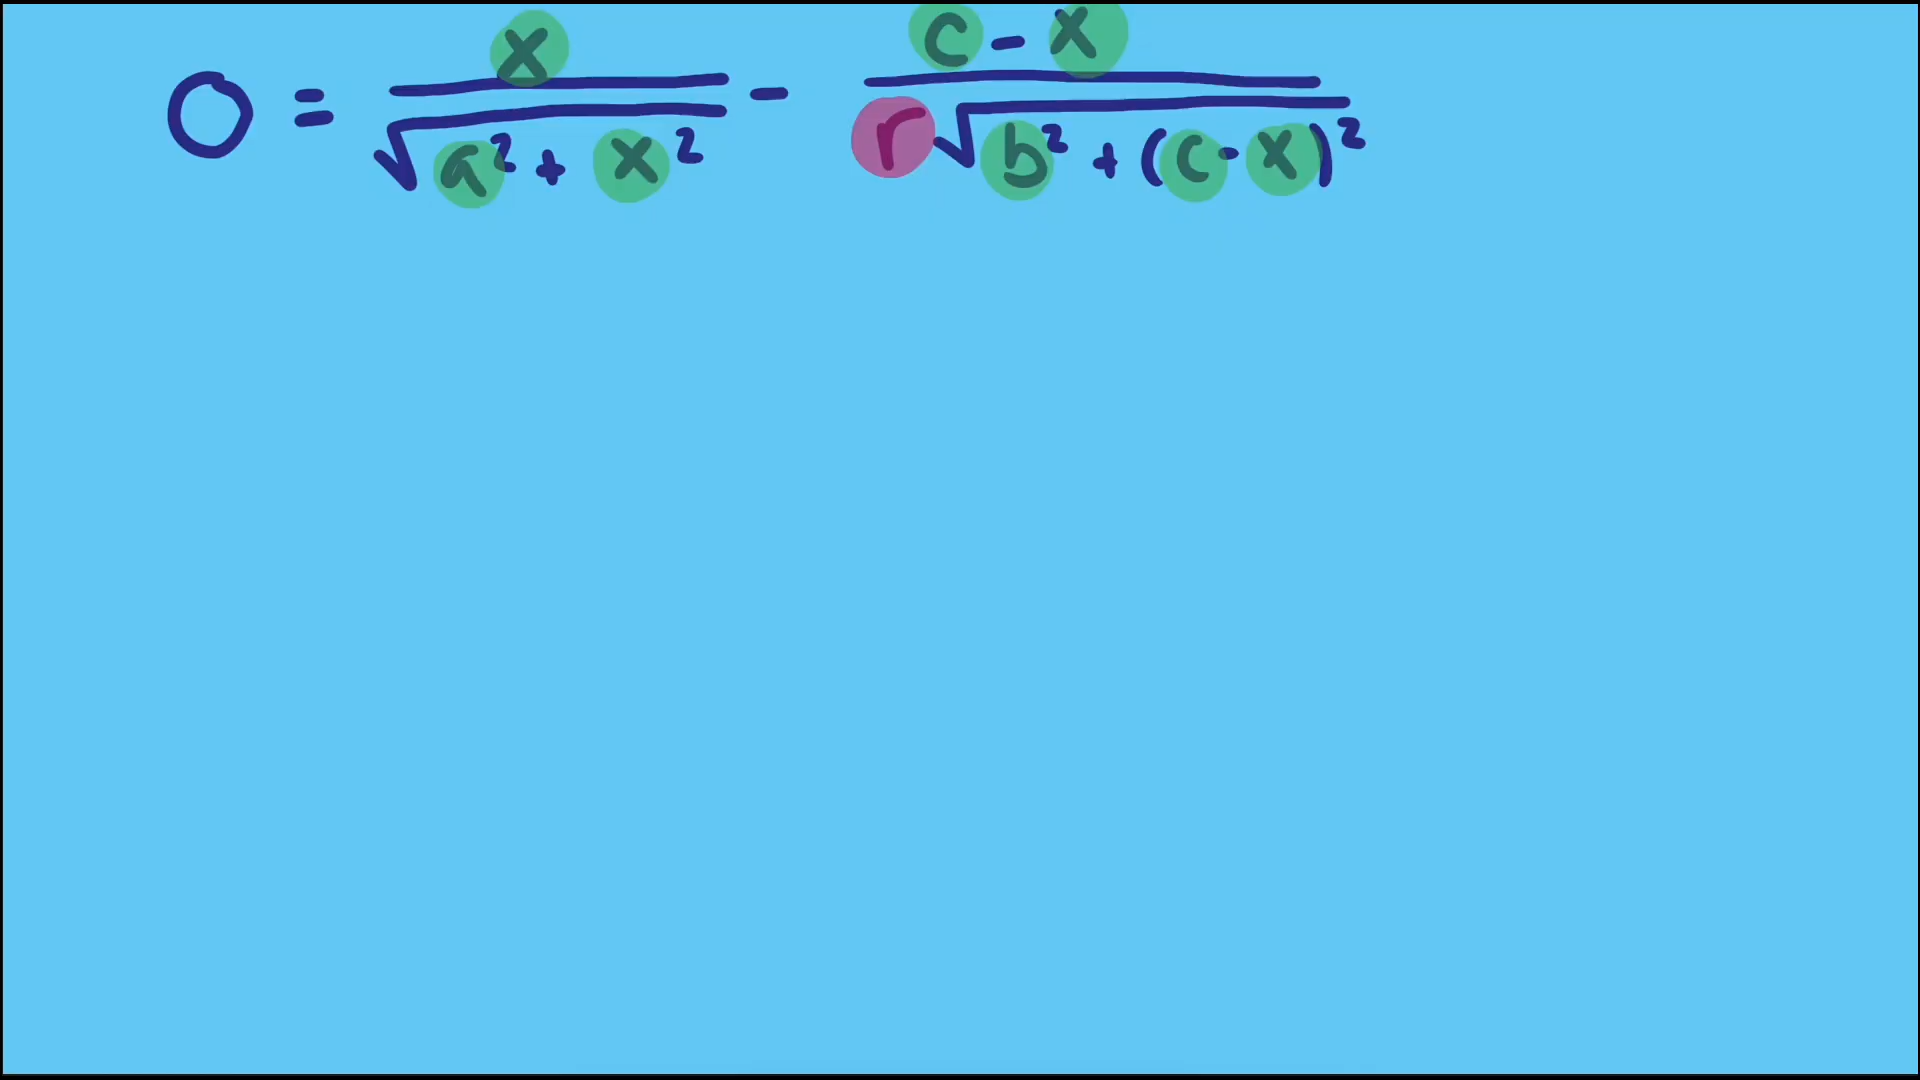 0 = x / √(a² + x²) - (c - x) / (r√(b² + (c - x)²))